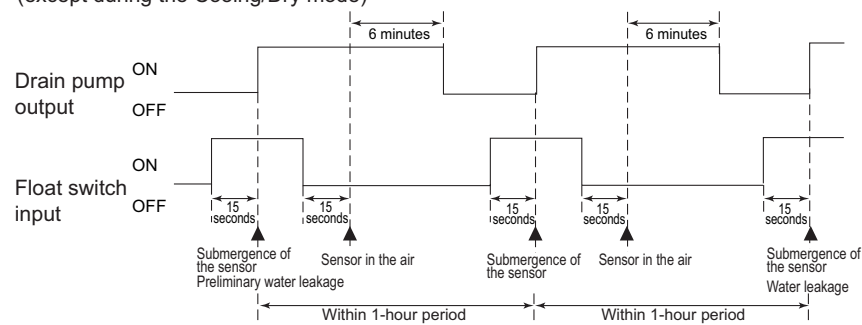 (except during the Cooling/Dry mode)
6 minutes
6 minutes
Drain pump
output
ON
OFF
Float switch
input
ON
OFF
15
seconds
15
seconds
15
seconds
15
seconds
15
seconds
Submergence of
the sensor
Preliminary water leakage
Sensor in the air
Submergence of
the sensor
Sensor in the air
Submergence of
the sensor
Water leakage
Within 1-hour period
Within 1-hour period